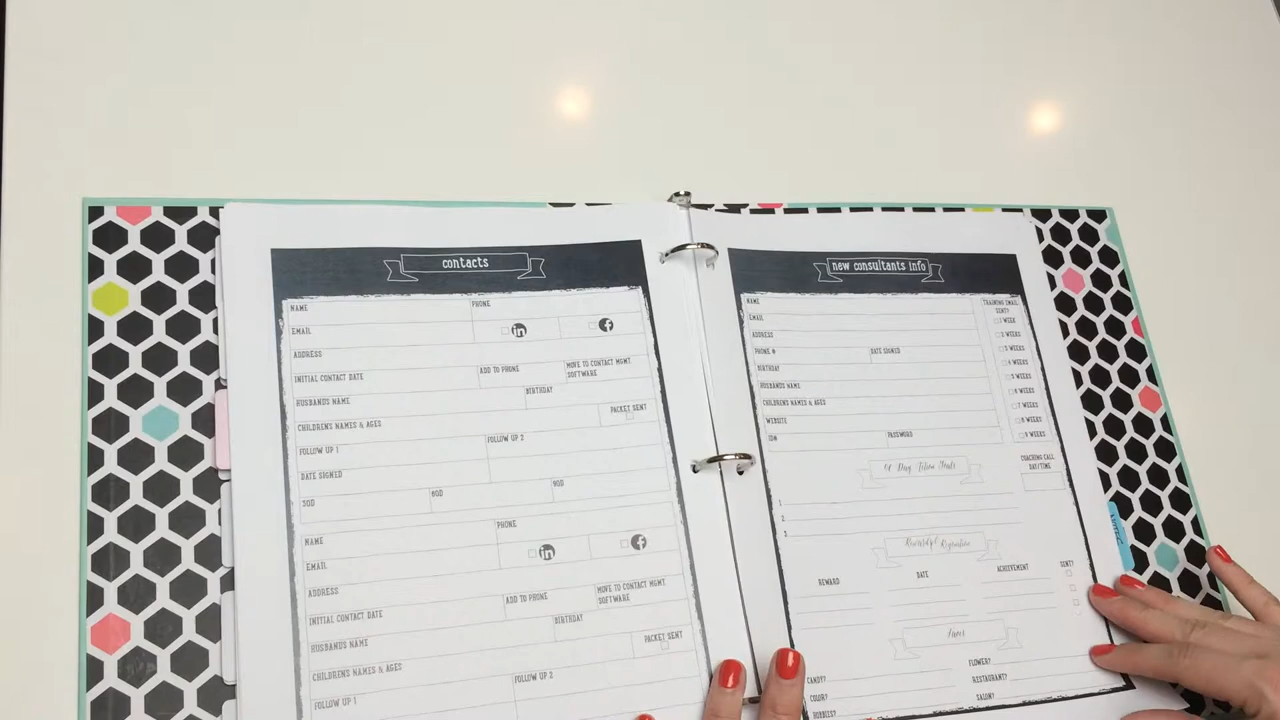 contacts
NAME PHONE
EMAIL in f
ADDRESS
INITIAL CONTACT DATE ADD TO PHONE MOVE TO CONTACT MGMT. SOFTWARE
HUSBANDS NAME BIRTHDAY
CHILDREN'S NAMES & AGES PACKET SENT
FOLLOW UP 1 FOLLOW UP 2
DATE SIGNED
30D 60D 90D
NAME PHONE
EMAIL in f
ADDRESS
INITIAL CONTACT DATE ADD TO PHONE MOVE TO CONTACT MGMT. SOFTWARE
HUSBANDS NAME BIRTHDAY
CHILDREN'S NAMES & AGES PACKET SENT
FOLLOW UP 1 FOLLOW UP 2
new consultants info
NAME
EMAIL
ADDRESS
PHONE # DATE SIGNED
BIRTHDAY
HUSBANDS NAME
CHILDREN'S NAMES & AGES
WEBSITE
ID# PASSWORD
TRAINING EMAIL
SENT?
1 WEEK
2 WEEKS
3 WEEKS
4 WEEKS
5 WEEKS
6 WEEKS
7 WEEKS
8 WEEKS
9 WEEKS
COACHING CALL
DAY/TIME
Day
1
2
3
Recognition
REWARD DATE ACHIEVEMENT SENT?
CANDY? FLOWER?
COLOR? RESTAURANT?
HOBBIES? SALON?
NOTES